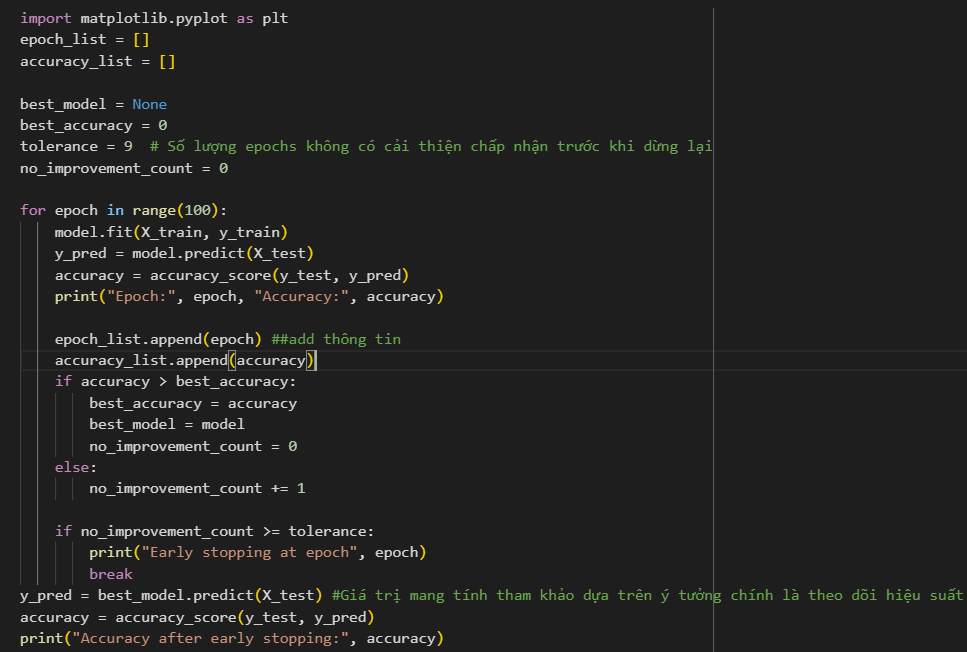 import matplotlib.pyplot as plt
epoch_list = []
accuracy_list = []

best_model = None
best_accuracy = 0
tolerance = 9  # Số lượng epochs không có cải thiện chấp nhận trước khi dừng lại
no_improvement_count = 0

for epoch in range(100):
    model.fit(X_train, y_train)
    y_pred = model.predict(X_test)
    accuracy = accuracy_score(y_test, y_pred)
    print("Epoch:", epoch, "Accuracy:", accuracy)

    epoch_list.append(epoch) ##add thông tin
    accuracy_list.append(accuracy)
    if accuracy > best_accuracy:
        best_accuracy = accuracy
        best_model = model
        no_improvement_count = 0
    else:
        no_improvement_count += 1

    if no_improvement_count >= tolerance:
        print("Early stopping at epoch", epoch)
        break
y_pred = best_model.predict(X_test) #Giá trị mang tính tham khảo dựa trên ý tưởng chính là theo dõi hiệu suất
accuracy = accuracy_score(y_test, y_pred)
print("Accuracy after early stopping:", accuracy)